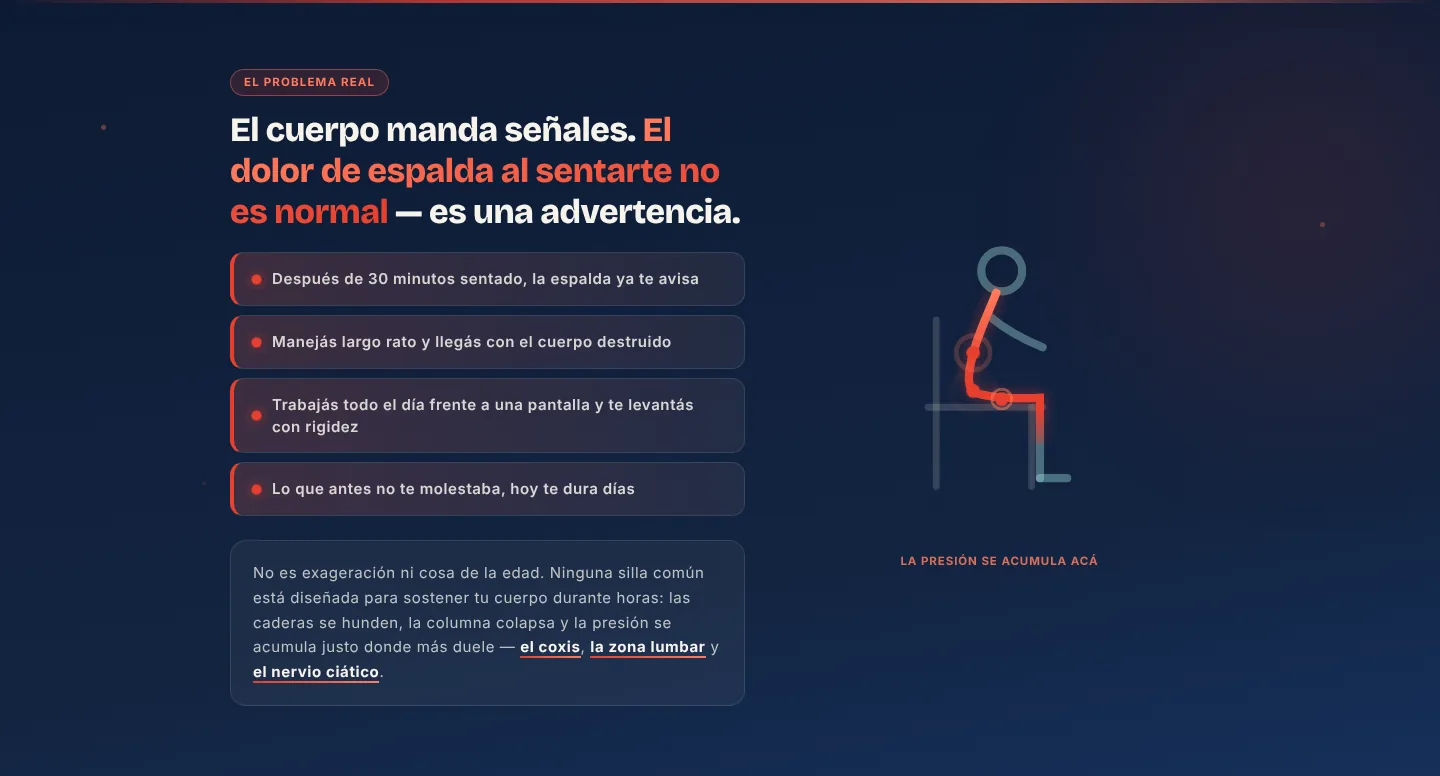 EL PROBLEMA REAL
El cuerpo manda señales. El
dolor de espalda al sentarte no
es normal — es una advertencia.
Después de 30 minutos sentado, la espalda ya te avisa
Manejás largo rato y llegás con el cuerpo destruido
Trabajás todo el día frente a una pantalla y te levantás
con rigidez
Lo que antes no te molestaba, hoy te dura días
No es exageración ni cosa de la edad. Ninguna silla común
está diseñada para sostener tu cuerpo durante horas: las
caderas se hunden, la columna colapsa y la presión se
acumula justo donde más duele — el coxis, la zona lumbar y
el nervio ciático.
LA PRESIÓN SE ACUMULA ACÁ